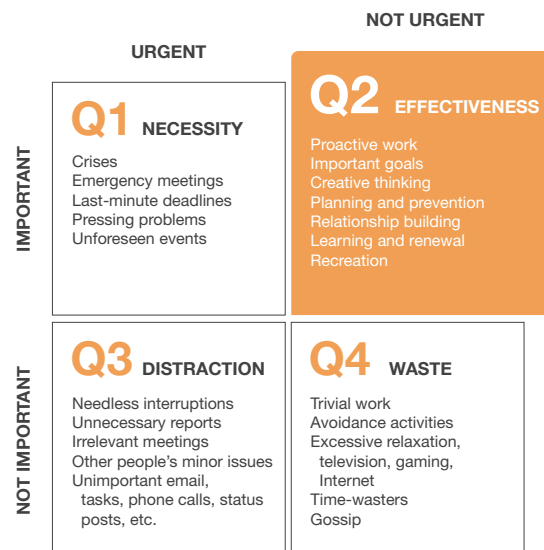 NOT URGENT
URGENT
IMPORTANT
Q1 NECESSITY
Crises
Emergency meetings
Last-minute deadlines
Pressing problems
Unforeseen events
Q2 EFFECTIVENESS
Proactive work
Important goals
Creative thinking
Planning and prevention
Relationship building
Learning and renewal
Recreation
NOT IMPORTANT
Q3 DISTRACTION
Needless interruptions
Unnecessary reports
Irrelevant meetings
Other people’s minor issues
Unimportant email,
tasks, phone calls, status
posts, etc.
Q4 WASTE
Trivial work
Avoidance activities
Excessive relaxation,
television, gaming,
Internet
Time-wasters
Gossip